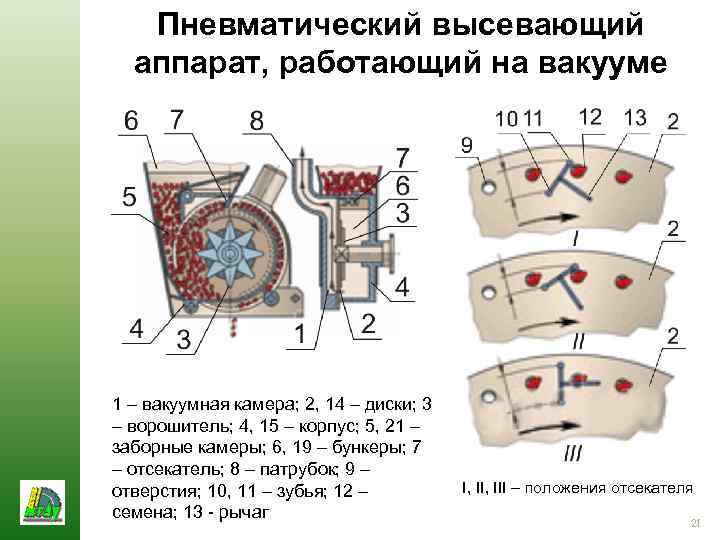 Пневматический высевающий
аппарат, работающий на вакууме
6 7 8
10 11 12 13 2
9
7
6
3
5
I
2
4
4 3 1 2
II
2
III
1 – вакуумная камера; 2, 14 – диски; 3
– ворошитель; 4, 15 – корпус; 5, 21 –
заборные камеры; 6, 19 – бункеры; 7
– отсекатель; 8 – патрубок; 9 –
отверстия; 10, 11 – зубья; 12 –
семена; 13 - рычаг
I, II, III – положения отсекателя
21